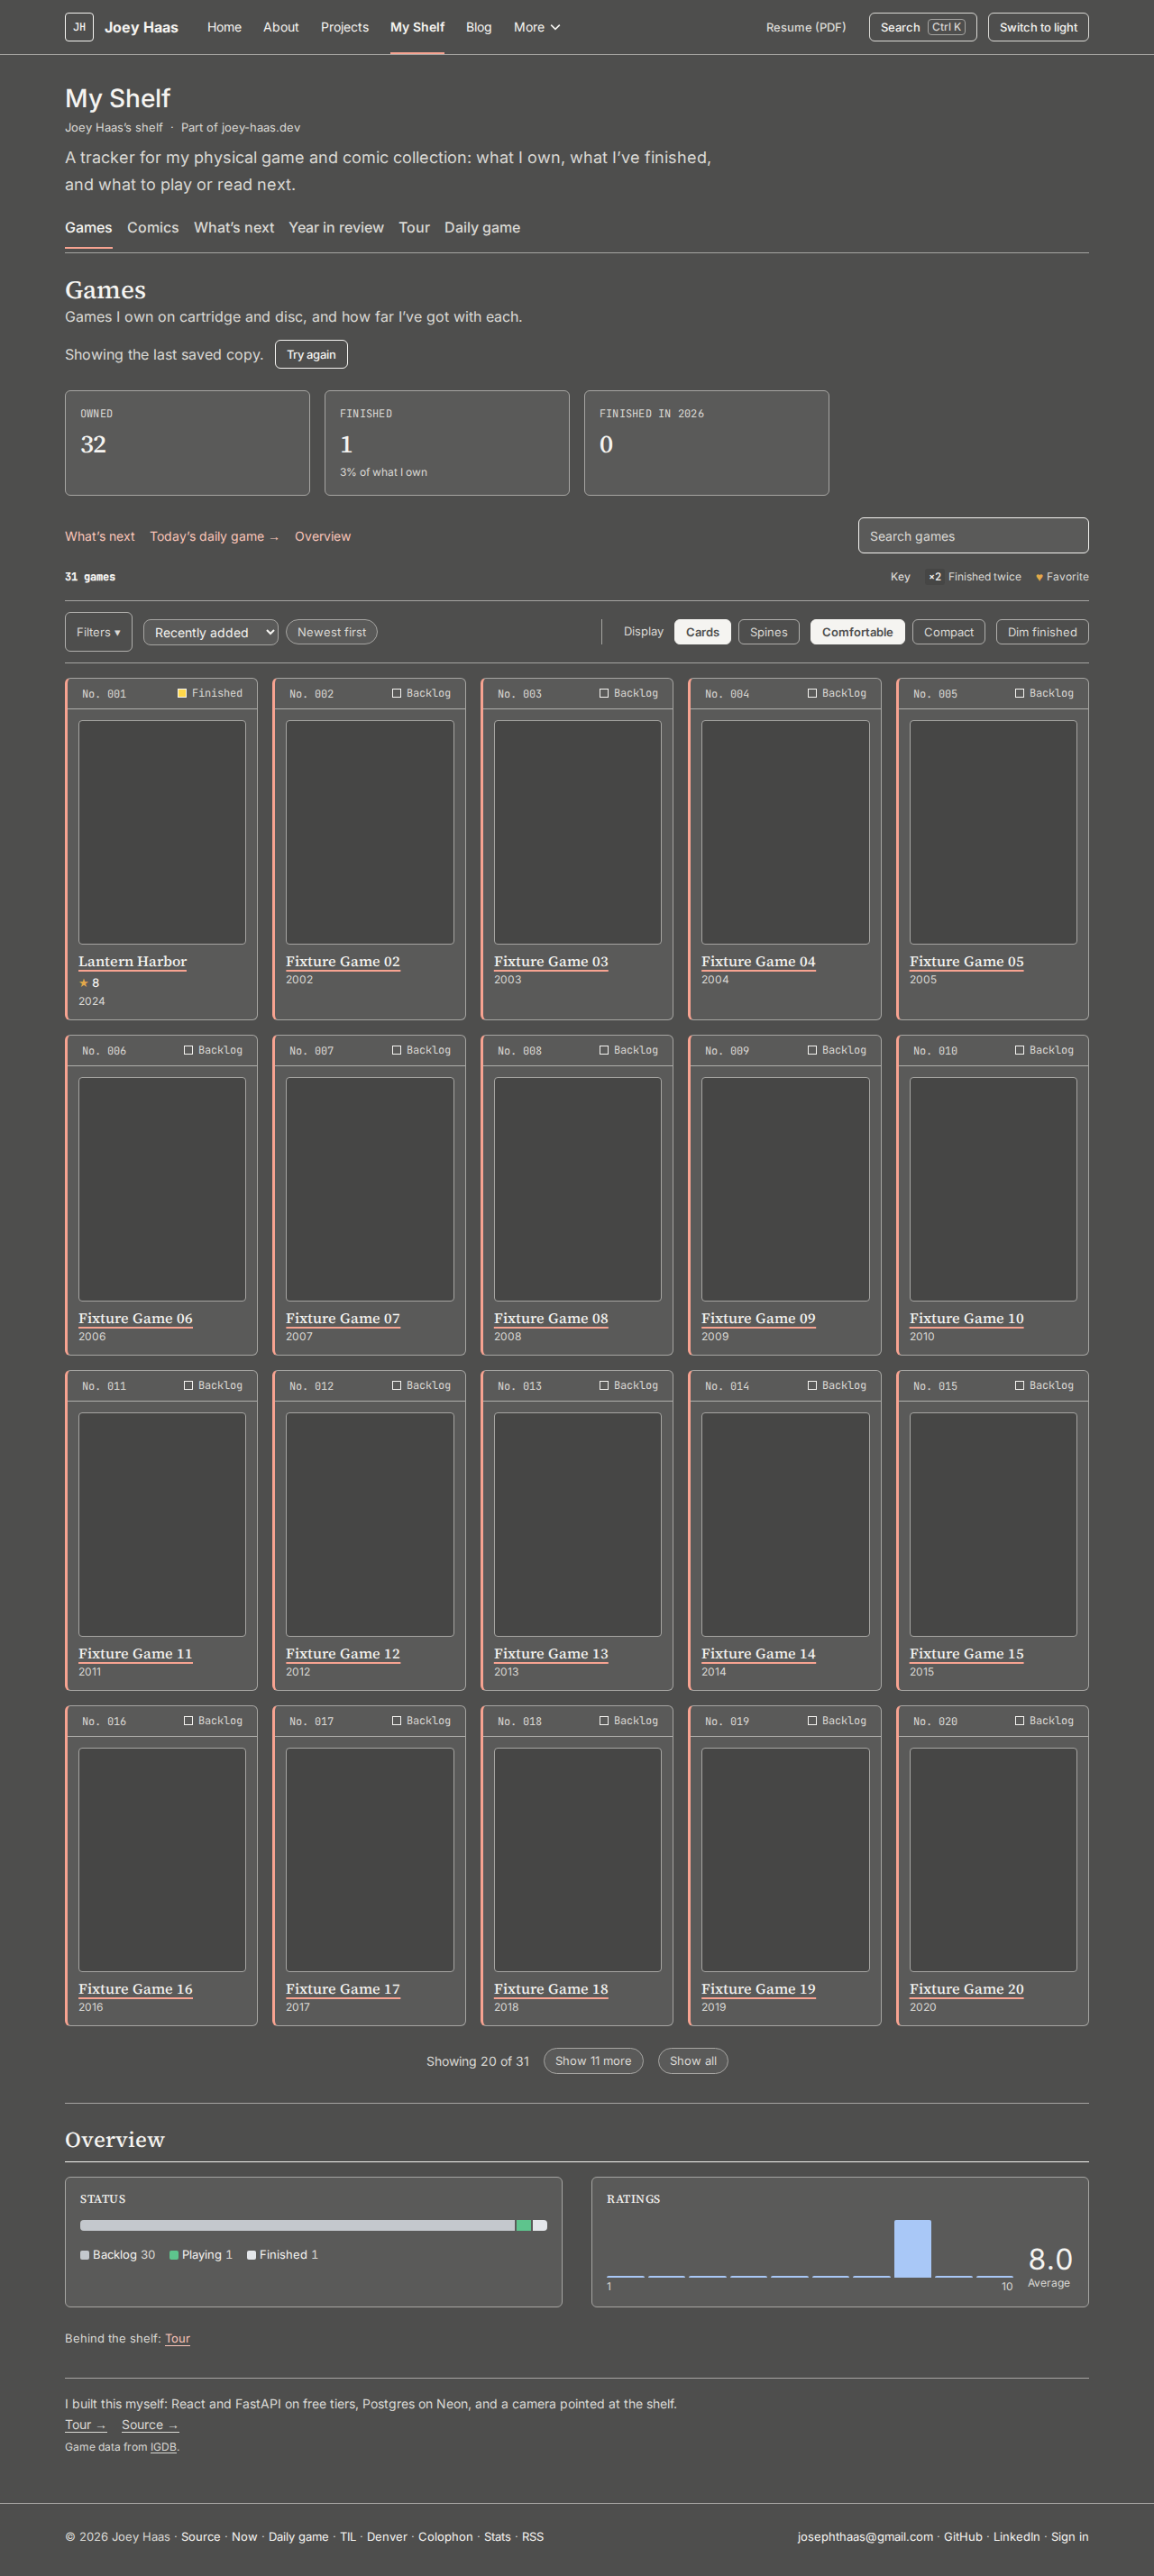 JH Joey Haas Home About Projects My Shelf Blog More Resume (PDF) Search Ctrl K Switch to light
My Shelf
Joey Haas’s shelf · Part of joey-haas.dev
A tracker for my physical game and comic collection: what I own, what I’ve finished,
and what to play or read next.
Games Comics What’s next Year in review Tour Daily game
Games
Games I own on cartridge and disc, and how far I’ve got with each.
Showing the last saved copy. Try again
OWNED FINISHED FINISHED IN 2026
32 1 0
3% of what I own
What’s next Today’s daily game → Overview Search games
31 games Key ×2 Finished twice ♥ Favorite
Filters ▾ Recently added Newest first Display Cards Spines Comfortable Compact Dim finished
No. 001 Finished No. 002 Backlog No. 003 Backlog No. 004 Backlog No. 005 Backlog
Lantern Harbor Fixture Game 02 Fixture Game 03 Fixture Game 04 Fixture Game 05
★ 8 2002 2003 2004 2005
2024
No. 006 Backlog No. 007 Backlog No. 008 Backlog No. 009 Backlog No. 010 Backlog
Fixture Game 06 Fixture Game 07 Fixture Game 08 Fixture Game 09 Fixture Game 10
2006 2007 2008 2009 2010
No. 011 Backlog No. 012 Backlog No. 013 Backlog No. 014 Backlog No. 015 Backlog
Fixture Game 11 Fixture Game 12 Fixture Game 13 Fixture Game 14 Fixture Game 15
2011 2012 2013 2014 2015
No. 016 Backlog No. 017 Backlog No. 018 Backlog No. 019 Backlog No. 020 Backlog
Fixture Game 16 Fixture Game 17 Fixture Game 18 Fixture Game 19 Fixture Game 20
2016 2017 2018 2019 2020
Showing 20 of 31 Show 11 more Show all
Overview
STATUS RATINGS
Backlog 30 Playing 1 Finished 1 8.0
1 10 Average
Behind the shelf: Tour
I built this myself: React and FastAPI on free tiers, Postgres on Neon, and a camera pointed at the shelf.
Tour → Source →
Game data from IGDB.
© 2026 Joey Haas · Source · Now · Daily game · TIL · Denver · Colophon · Stats · RSS josephthaas@gmail.com · GitHub · LinkedIn · Sign in